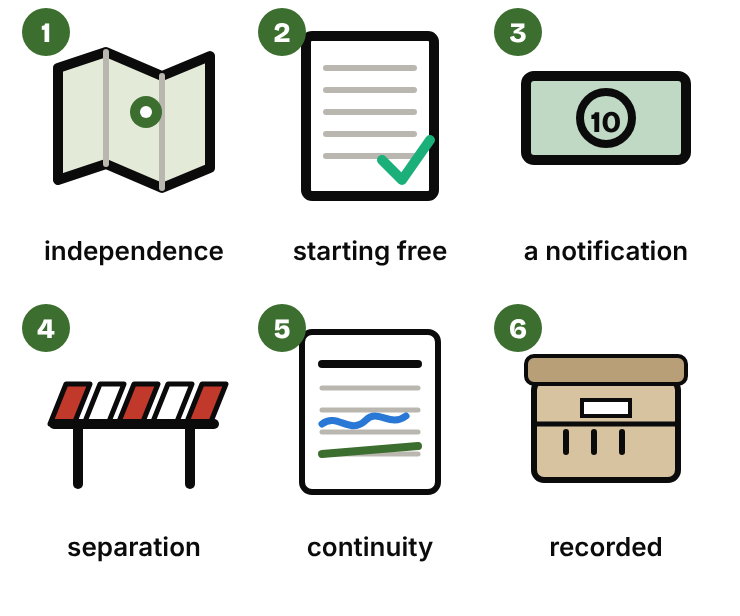 1
2
3
10
independence
starting free
a notification
4
5
6
separation
continuity
recorded